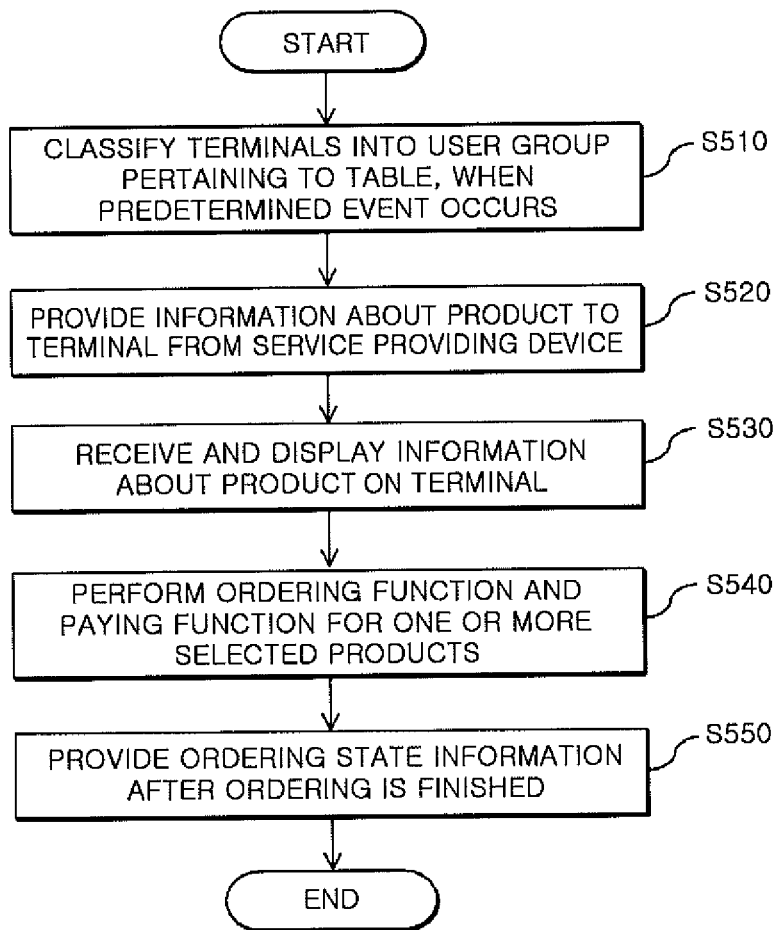 START
CLASSIFY TERMINALS INTO USER GROUP
PERTAINING TO TABLE, WHEN
PREDETERMINED EVENT OCCURS
S510
PROVIDE INFORMATION ABOUT PRODUCT TO
TERMINAL FROM SERVICE PROVIDING DEVICE
S520
RECEIVE AND DISPLAY INFORMATION
ABOUT PRODUCT ON TERMINAL
S530
PERFORM ORDERING FUNCTION AND
PAYING FUNCTION FOR ONE OR MORE
SELECTED PRODUCTS
S540
PROVIDE ORDERING STATE INFORMATION
AFTER ORDERING IS FINISHED
S550
END